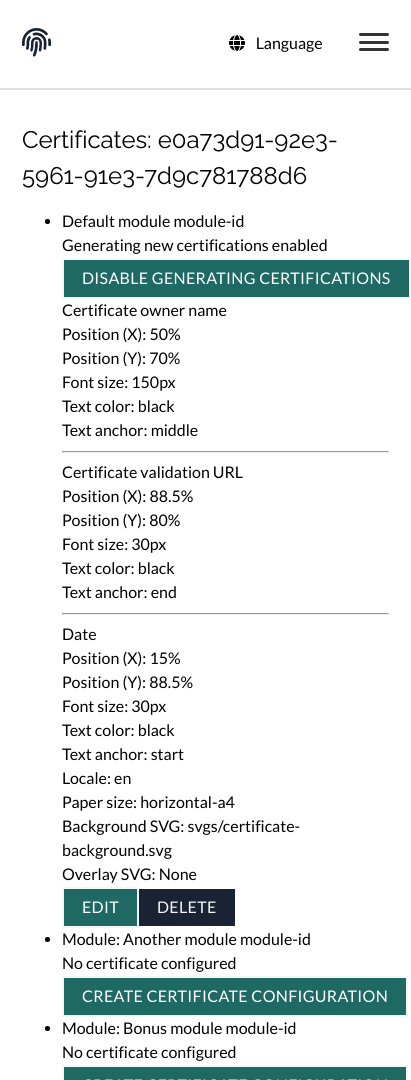 Language
Certificates: e0a73d91-92e3-
5961-91e3-7d9c781788d6
Default module module-id
Generating new certifications enabled
DISABLE GENERATING CERTIFICATIONS
Certificate owner name
Position (X): 50%
Position (Y): 70%
Font size: 150px
Text color: black
Text anchor: middle
Certificate validation URL
Position (X): 88.5%
Position (Y): 80%
Font size: 30px
Text color: black
Text anchor: end
Date
Position (X): 15%
Position (Y): 88.5%
Font size: 30px
Text color: black
Text anchor: start
Locale: en
Paper size: horizontal-a4
Background SVG: svgs/certificate-
background.svg
Overlay SVG: None
EDIT DELETE
Module: Another module module-id
No certificate configured
CREATE CERTIFICATE CONFIGURATION
Module: Bonus module module-id
No certificate configured
CREATE CERTIFICATE CONFIGURATION